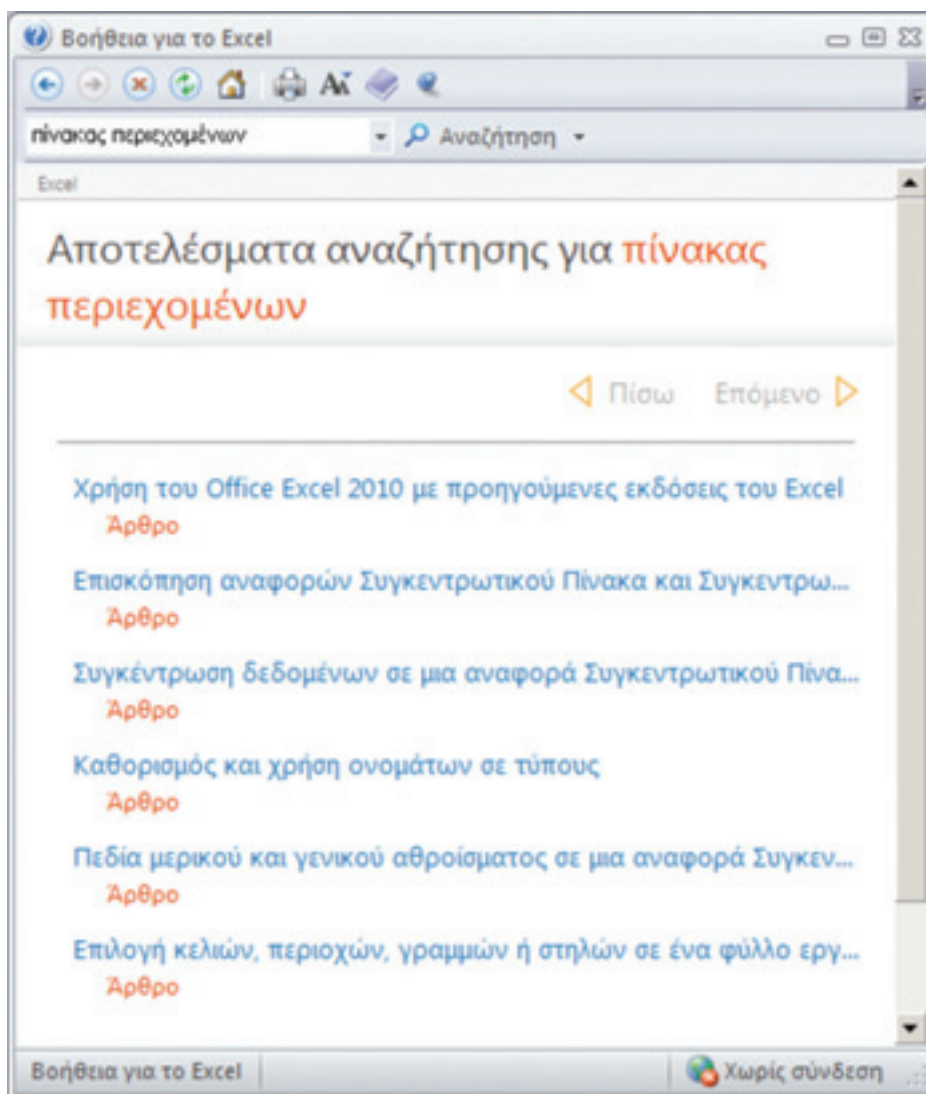 Βοήθεια για το Excel
πίνακας περιεχομένων
Αναζήτηση
Excel
Αποτελέσματα αναζήτησης για πίνακας
περιεχομένων
Πίσω Επόμενο
Χρήση του Office Excel 2010 με προηγούμενες εκδόσεις του Excel
Άρθρο
Επισκόπηση αναφορών Συγκεντρωτικού Πίνακα και Συγκεντρω...
Άρθρο
Συγκέντρωση δεδομένων σε μια αναφορά Συγκεντρωτικού Πίνα...
Άρθρο
Καθορισμός και χρήση ονομάτων σε τύπους
Άρθρο
Πεδία μερικού και γενικού αθροίσματος σε μια αναφορά Συγκεν...
Άρθρο
Επιλογή κελιών, περιοχών, γραμμών ή στηλών σε ένα φύλλο εργ...
Άρθρο
Βοήθεια για το Excel Χωρίς σύνδεση